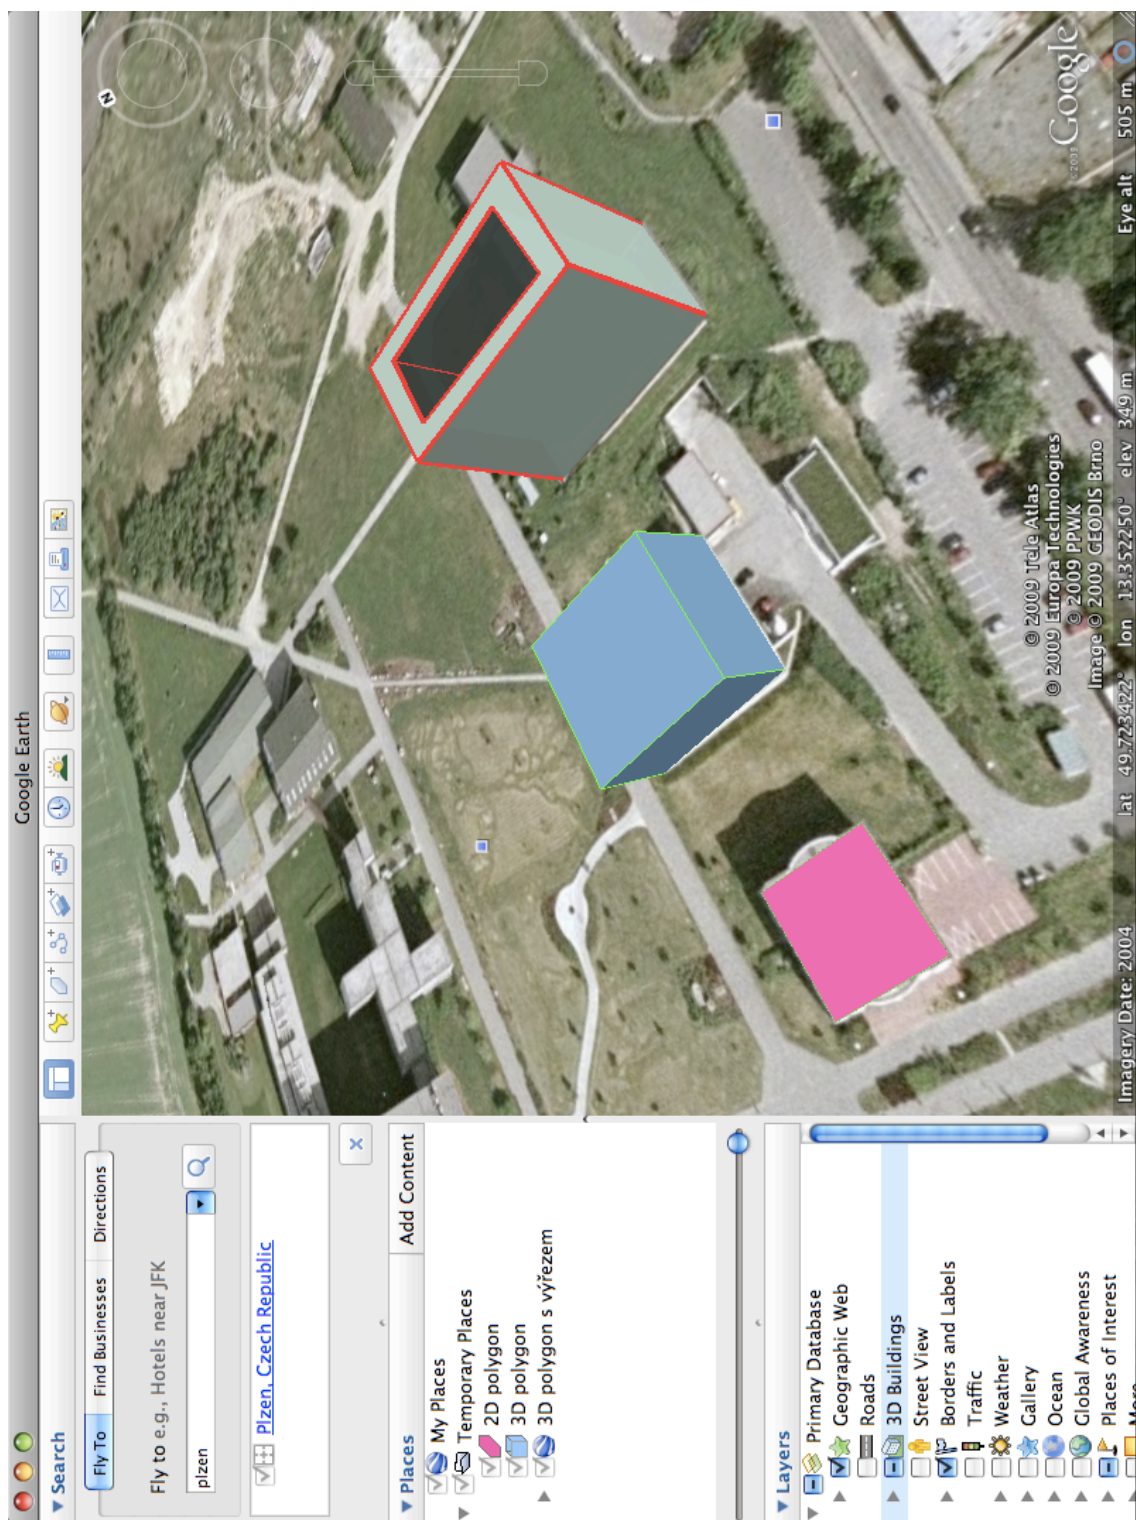 Google Earth
Search
Fly To
Find Businesses
Directions
Fly to e.g., Hotels near JFK
plzen
Plzen, Czech Republic
Places
Add Content
My Places
Temporary Places
2D polygon
3D polygon
3D polygon s výřezem
Layers
Primary Database
Geographic Web
Roads
3D Buildings
Street View
Borders and Labels
Traffic
Weather
Gallery
Ocean
Global Awareness
Places of Interest
N
© 2009 Tele Atlas
© 2009 Europa Technologies
© 2009 PPWK
Image © 2009 GEODIS Brno
©2009 Google
Imagery Date: 2004 lat 49.723422° lon 13.352250° elev 349 m Eye alt 505 m